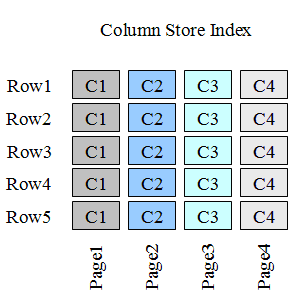 Column Store Index
Row1 C1 C2 C3 C4
Row2 C1 C2 C3 C4
Row3 C1 C2 C3 C4
Row4 C1 C2 C3 C4
Row5 C1 C2 C3 C4
Page1 Page2 Page3 Page4